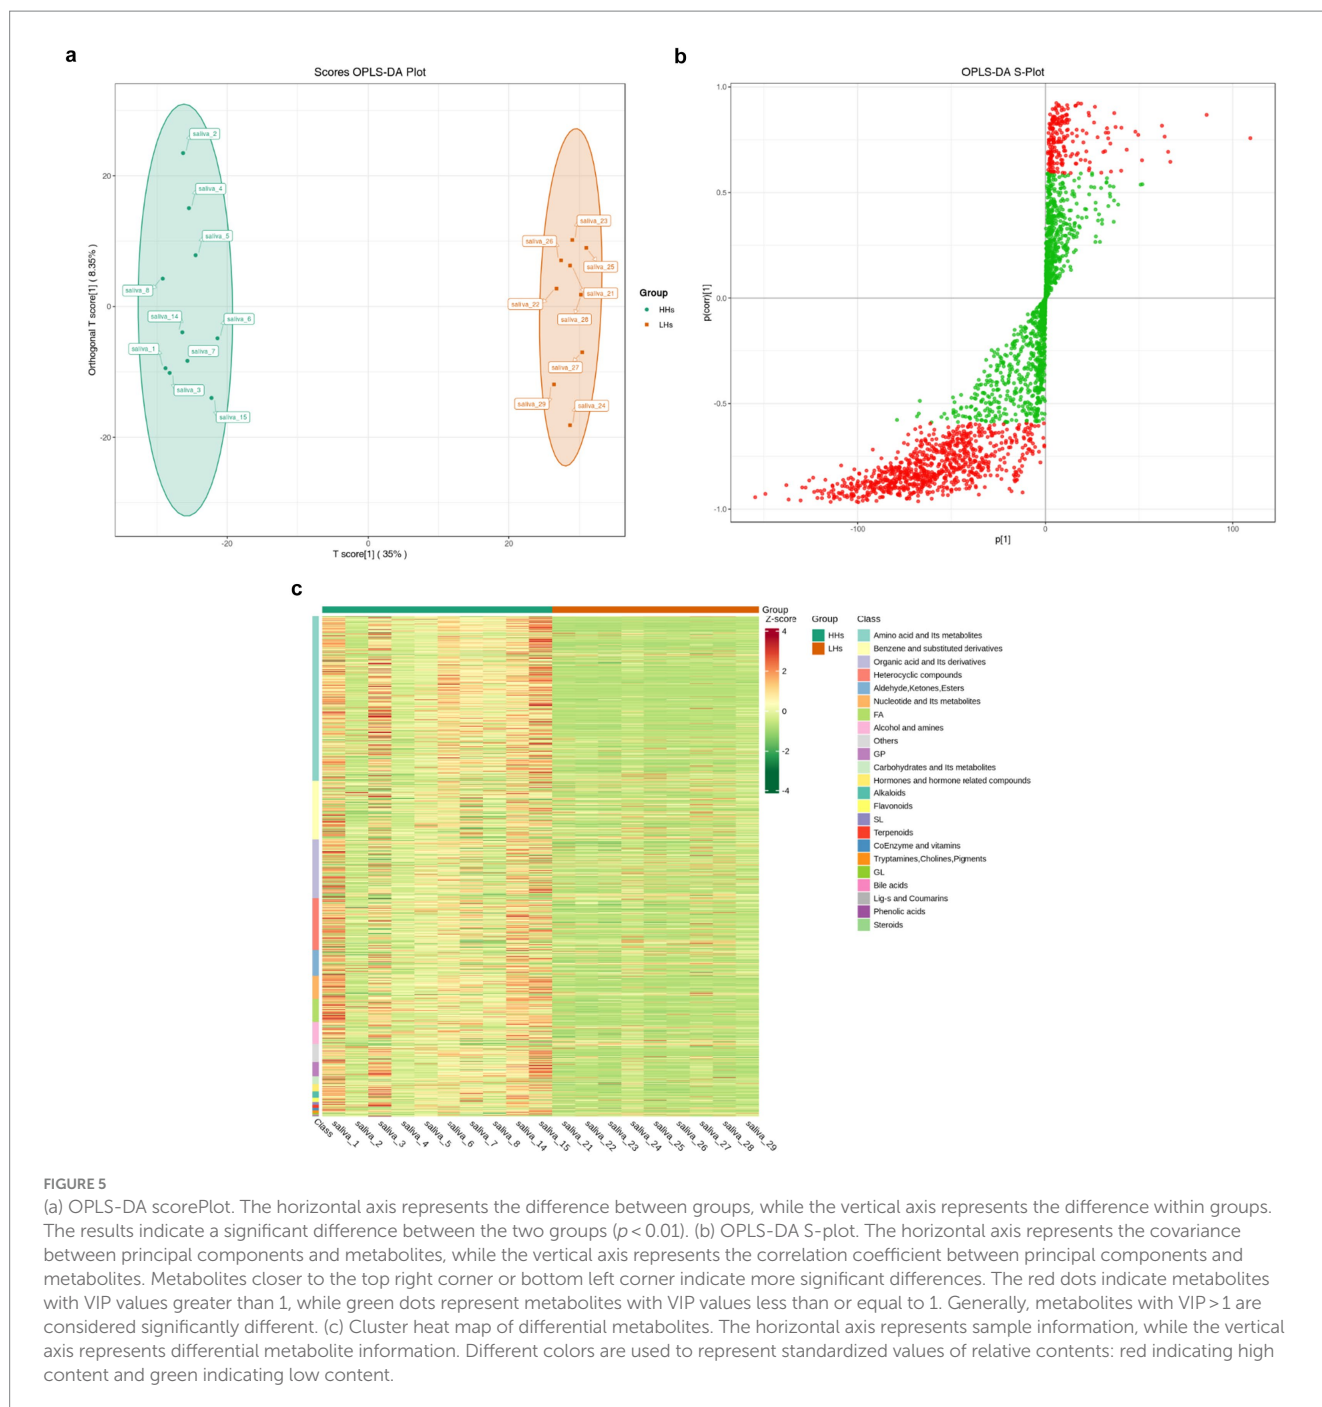 a
Scores OPLS-DA Plot
Orthogonal T score[1] ( 8.35% )
20
0
-20
saliva_2
saliva_4
saliva_5
saliva_8
saliva_14
saliva_6
saliva_1
saliva_7
saliva_3
saliva_15
saliva_23
saliva_26
saliva_25
saliva_21
saliva_22
saliva_28
saliva_27
saliva_29
saliva_24
-20
0
20
T score[1] ( 35% )
Group
HHs
LHs
b
OPLS-DA S-Plot
p(corr)[1]
1.0
0.5
0.0
-0.5
-1.0
-100
0
100
p[1]
c
Group
Z-score
4
2
0
-2
-4
Group
HHs
LHs
Class
Amino acid and Its metabolites
Benzene and substituted derivatives
Organic acid and Its derivatives
Heterocyclic compounds
Aldehyde,Ketones,Esters
Nucleotide and Its metabolites
FA
Alcohol and amines
Others
GP
Carbohydrates and Its metabolites
Hormones and hormone related compounds
Alkaloids
Flavonoids
SL
Terpenoids
CoEnzyme and vitamins
Tryptamines,Cholines,Pigments
GL
Bile acids
Lig-s and Coumarins
Phenolic acids
Steroids
Class
saliva_1
saliva_2
saliva_3
saliva_4
saliva_5
saliva_6
saliva_7
saliva_8
saliva_14
saliva_15
saliva_21
saliva_22
saliva_23
saliva_24
saliva_25
saliva_26
saliva_27
saliva_28
saliva_29
FIGURE 5
(a) OPLS-DA scorePlot. The horizontal axis represents the difference between groups, while the vertical axis represents the difference within groups.
The results indicate a significant difference between the two groups (p < 0.01). (b) OPLS-DA S-plot. The horizontal axis represents the covariance
between principal components and metabolites, while the vertical axis represents the correlation coefficient between principal components and
metabolites. Metabolites closer to the top right corner or bottom left corner indicate more significant differences. The red dots indicate metabolites
with VIP values greater than 1, while green dots represent metabolites with VIP values less than or equal to 1. Generally, metabolites with VIP > 1 are
considered significantly different. (c) Cluster heat map of differential metabolites. The horizontal axis represents sample information, while the vertical
axis represents differential metabolite information. Different colors are used to represent standardized values of relative contents: red indicating high
content and green indicating low content.